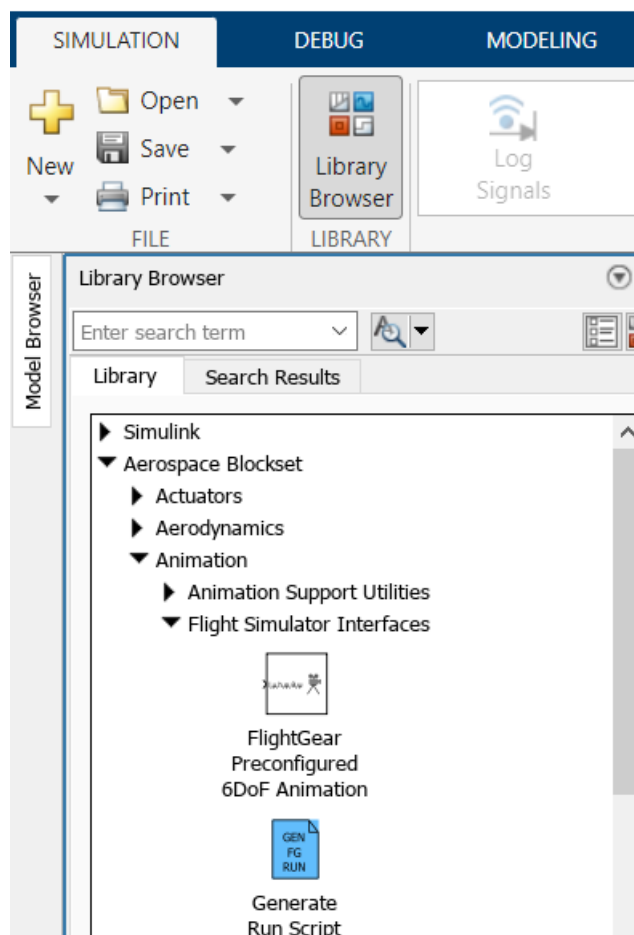 SIMULATION DEBUG MODELING
New
Open
Save
Print
FILE
Library
Browser
LIBRARY
Log
Signals
Model Browser
Library Browser
Enter search term
Library Search Results
Simulink
Aerospace Blockset
Actuators
Aerodynamics
Animation
Animation Support Utilities
Flight Simulator Interfaces
FlightGear
Preconfigured
6DoF Animation
GEN
FG
RUN
Generate
Run Script